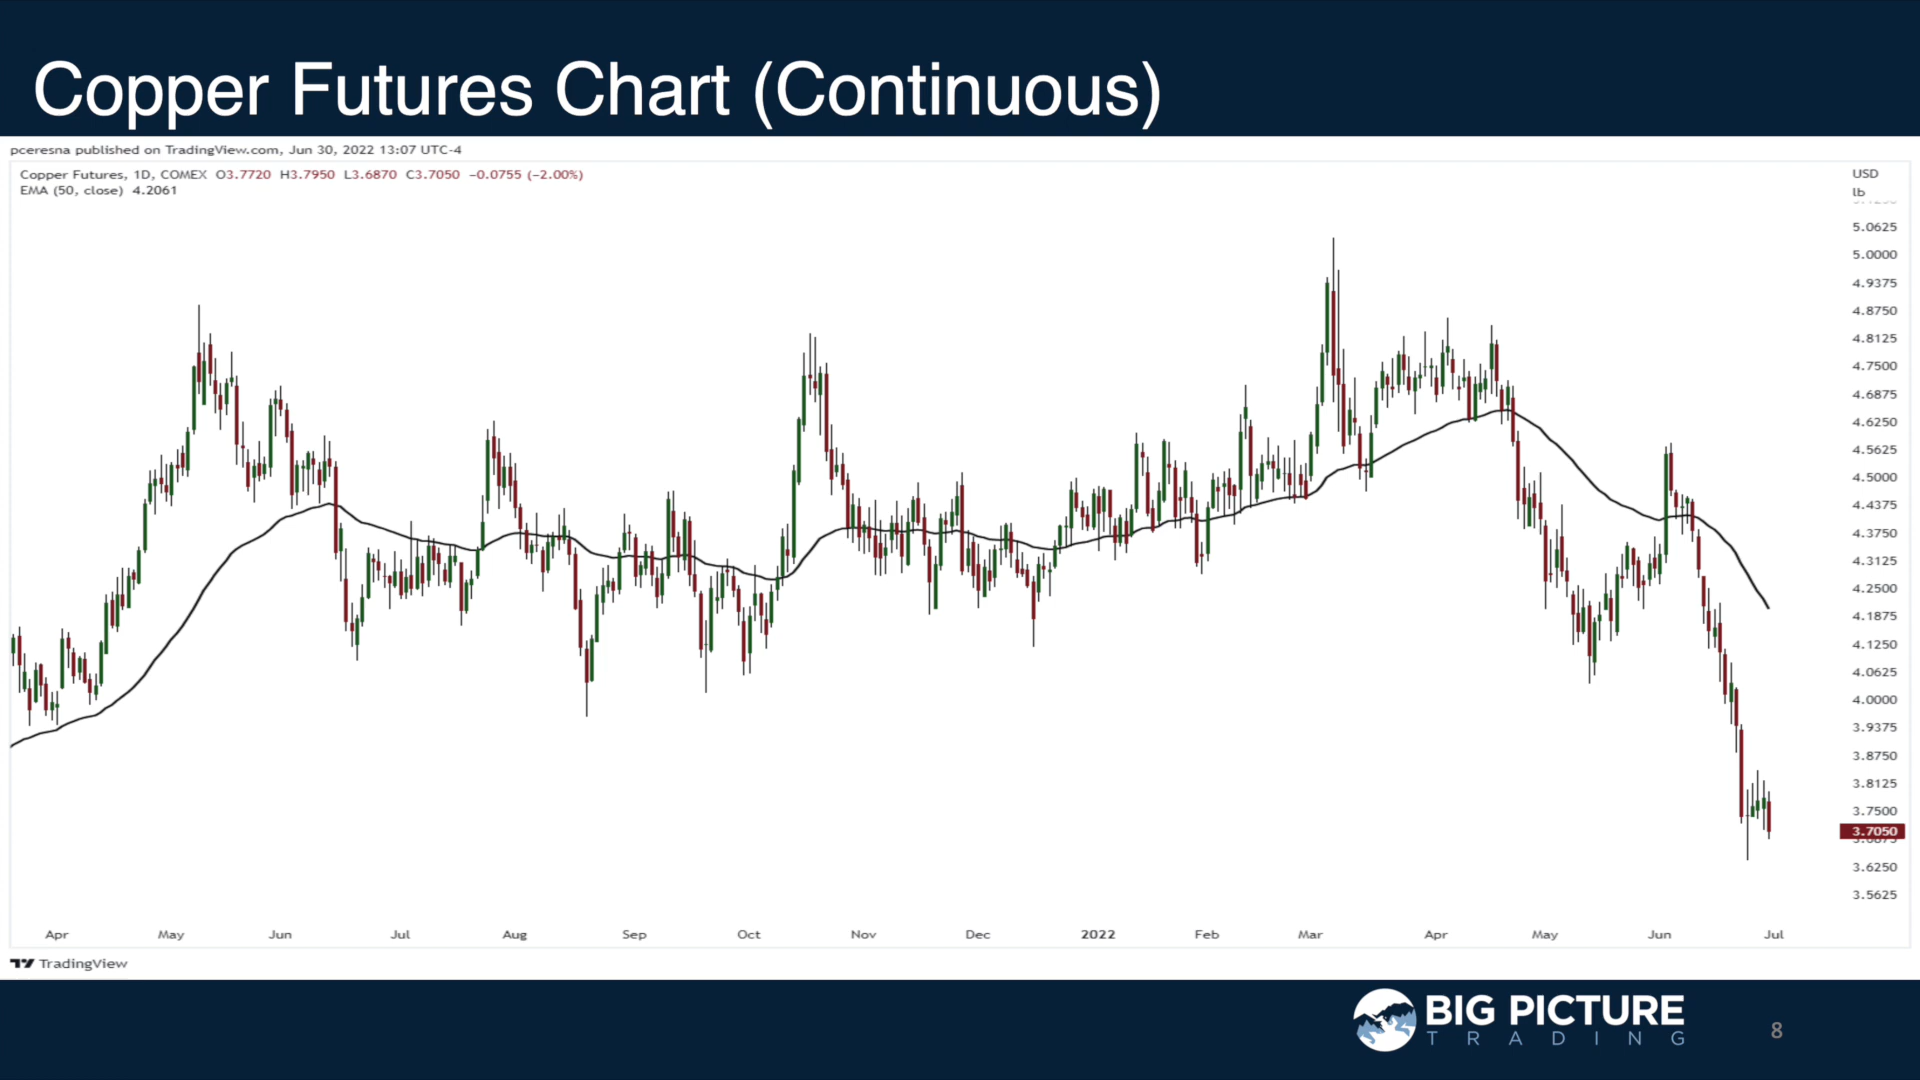 Copper Futures Chart (Continuous)
pceresna published on TradingView.com, Jun 30, 2022 13:07 UTC-4
Copper Futures, 1D, COMEX O3.7720 H3.7950 L3.6870 C3.7050 −0.0755 (−2.00%)
EMA (50, close) 4.2061
USD
lb
5.0625
5.0000
4.9375
4.8750
4.8125
4.7500
4.6875
4.6250
4.5625
4.5000
4.4375
4.3750
4.3125
4.2500
4.1875
4.1250
4.0625
4.0000
3.9375
3.8750
3.8125
3.7500
3.7050
3.6250
3.5625
Apr May Jun Jul Aug Sep Oct Nov Dec 2022 Feb Mar Apr May Jun Jul
TradingView
BIG PICTURE
TRADING
8